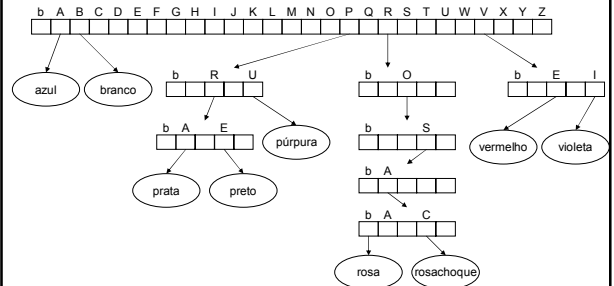 b A B C D E F G H I J K L M N O P Q R S T U W V X Y Z
azul branco
b R U
b O
b E I
b A E
púrpura
b S
vermelho violeta
prata preto
b A
b A C
rosa rosachoque